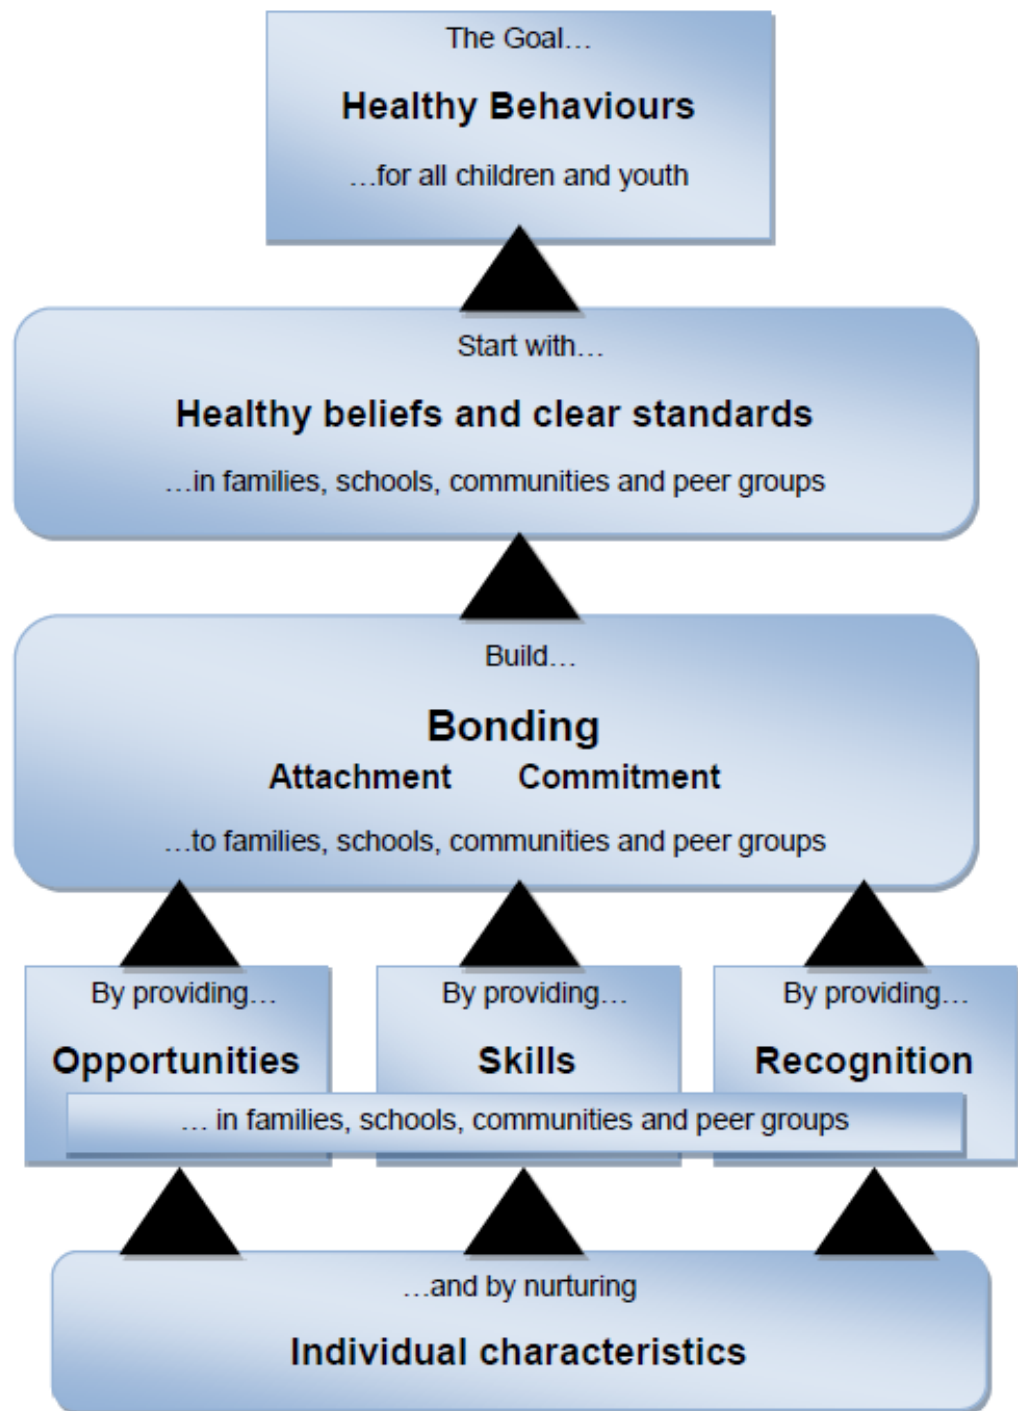 The Goal…
Healthy Behaviours
…for all children and youth
Start with…
Healthy beliefs and clear standards
…in families, schools, communities and peer groups
Build…
Bonding
Attachment Commitment
…to families, schools, communities and peer groups
By providing… By providing… By providing…
Opportunities Skills Recognition
… in families, schools, communities and peer groups
…and by nurturing
Individual characteristics